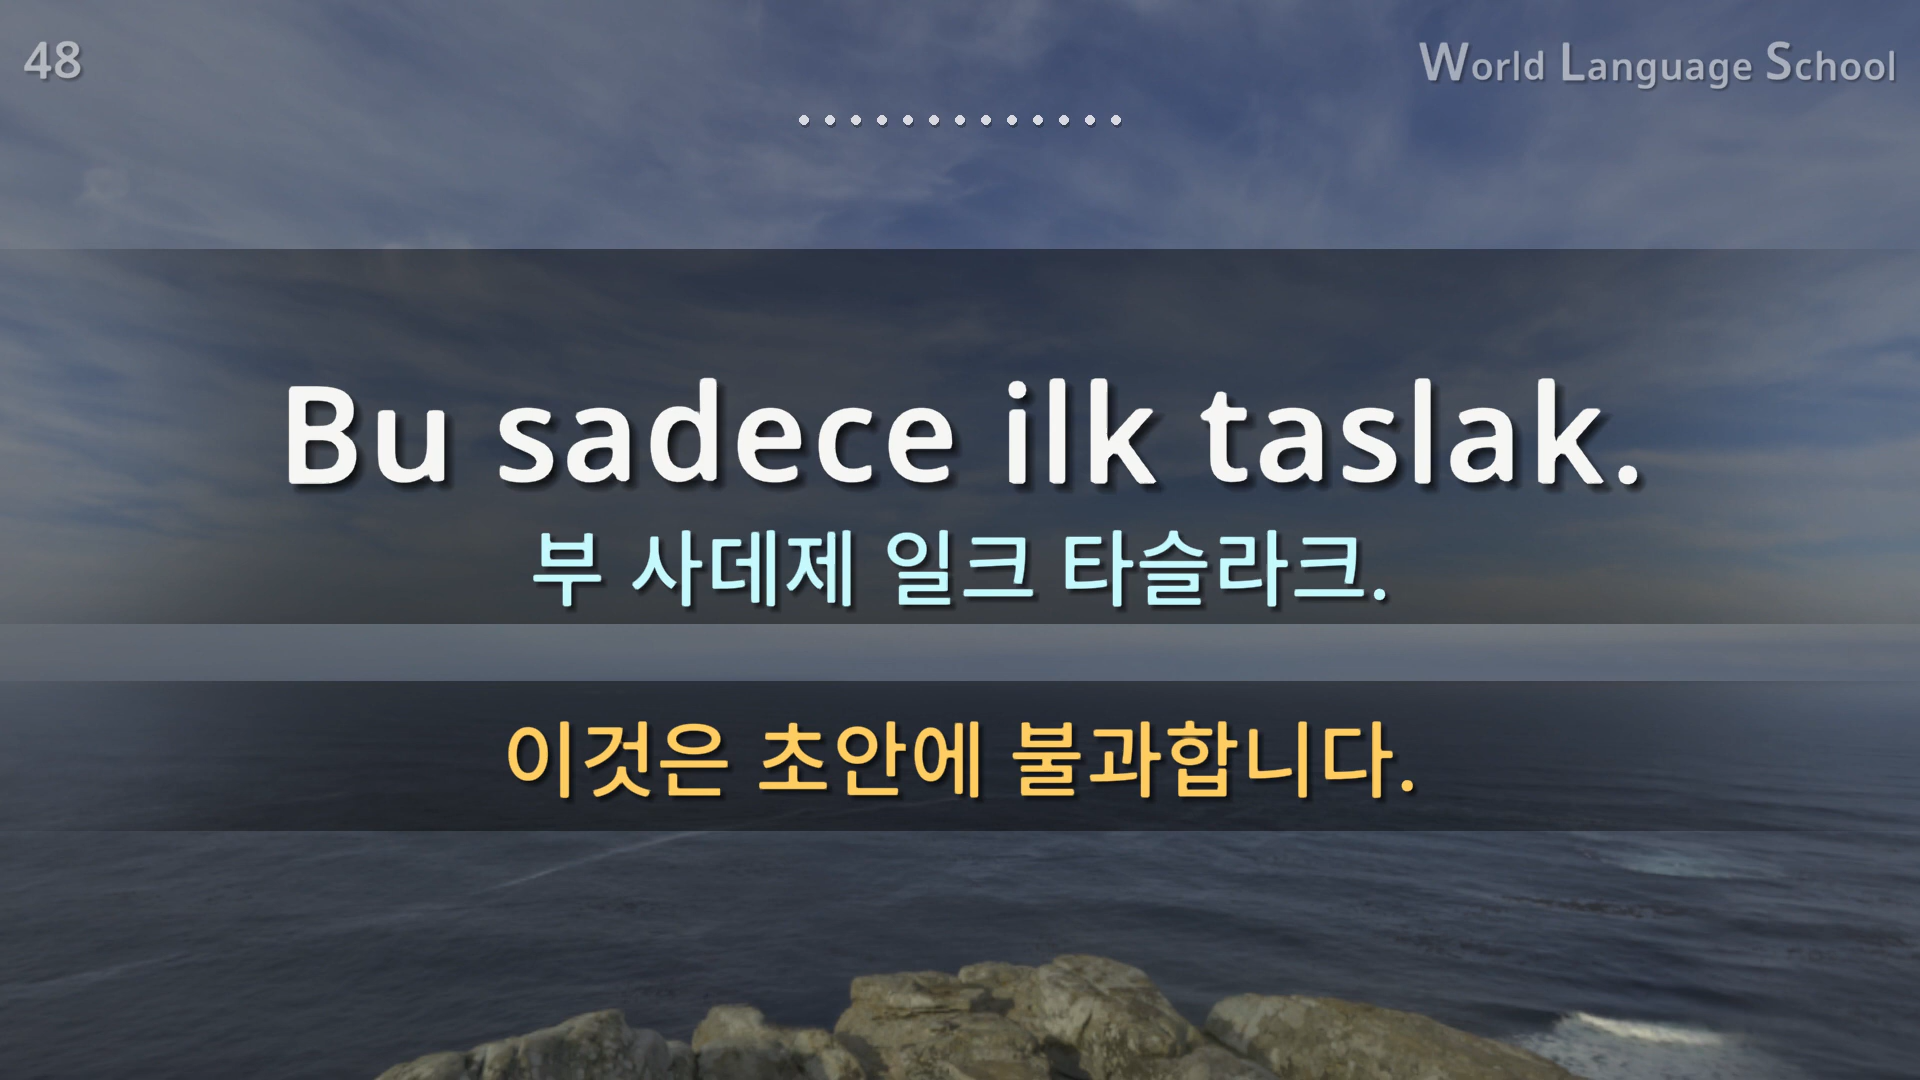 48
World Language School
Bu sadece ilk taslak.
부 사데제 일크 타슬라크.
이것은 초안에 불과합니다.